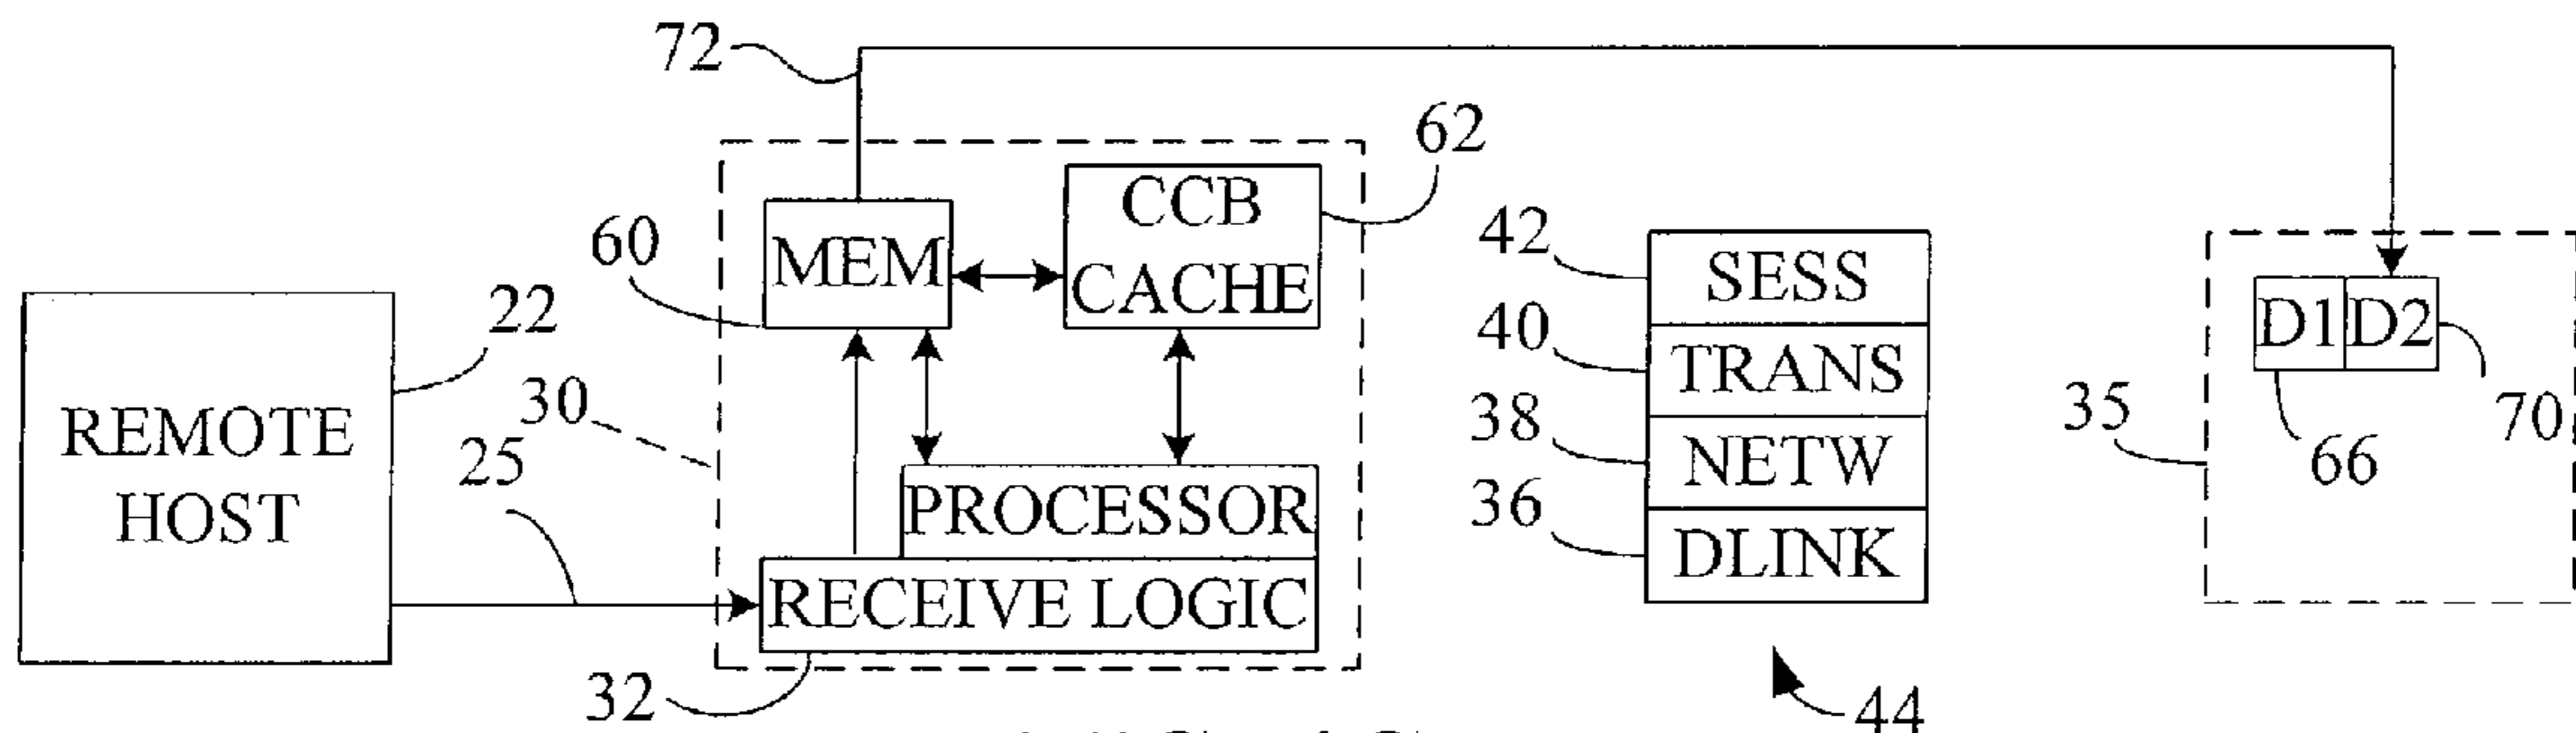 72
62
CCB
CACHE
MEM
60
42
SESS
40
TRANS
38
NETW
36
DLINK
44
D1
D2
70
66
35
22
REMOTE
HOST
25
30
PROCESSOR
RECEIVE LOGIC
32